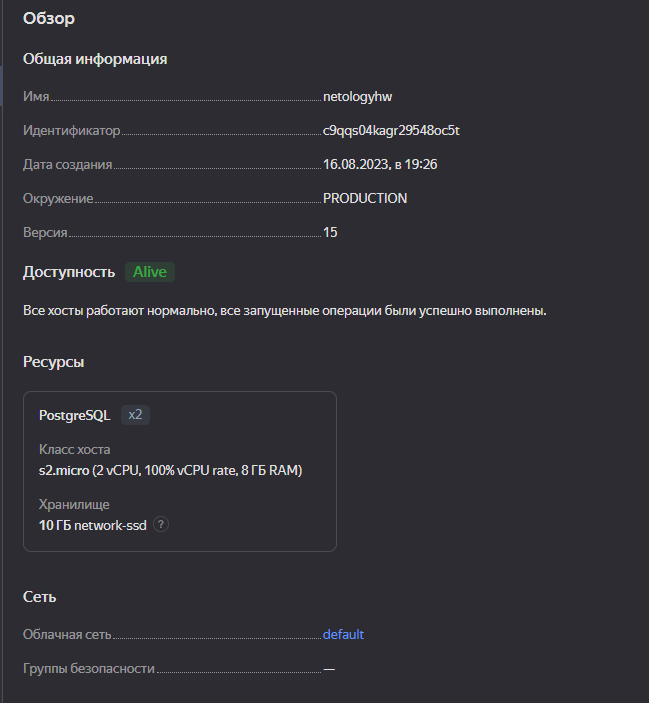 Обзор
Общая информация
Имя netologyhw
Идентификатор c9qqs04kagr29548oc5t
Дата создания 16.08.2023, в 19:26
Окружение PRODUCTION
Версия 15
Доступность Alive
Все хосты работают нормально, все запущенные операции были успешно выполнены.
Ресурсы
PostgreSQL x2
Класс хоста
s2.micro (2 vCPU, 100% vCPU rate, 8 ГБ RAM)
Хранилище
10 ГБ network-ssd ?
Сеть
Облачная сеть default
Группы безопасности —